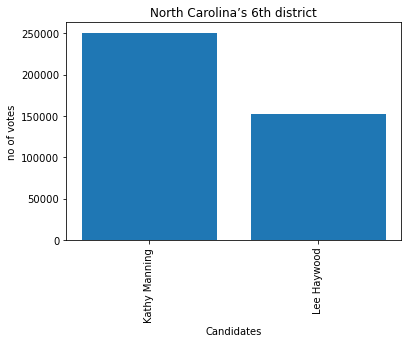 North Carolina’s 6th district
250000
200000
150000
100000
50000
0
no of votes
Kathy Manning
Lee Haywood
Candidates